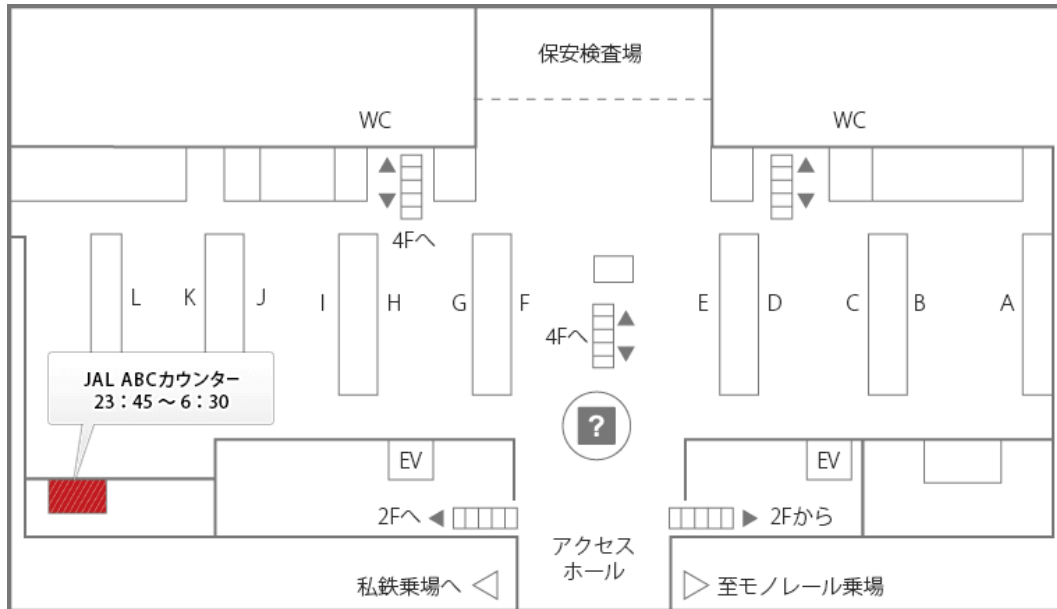 保安検査場
WC
WC
4Fへ
L
K
J
I
H
G
F
E
D
C
B
A
4Fへ
JAL ABCカウンター
23：45 〜 6：30
?
EV
EV
2Fへ
2Fから
アクセス
ホール
私鉄乗場へ
至モノレール乗場